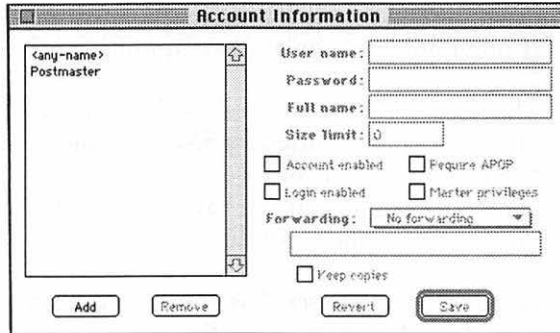 Account Information
<any-name>
Postmaster
User name:
Password:
Full name:
Size limit: 0
Account enabled
Require APOP
Login enabled
Master privileges
Forwarding: No forwarding
Keep copies
Add
Remove
Revert
Save